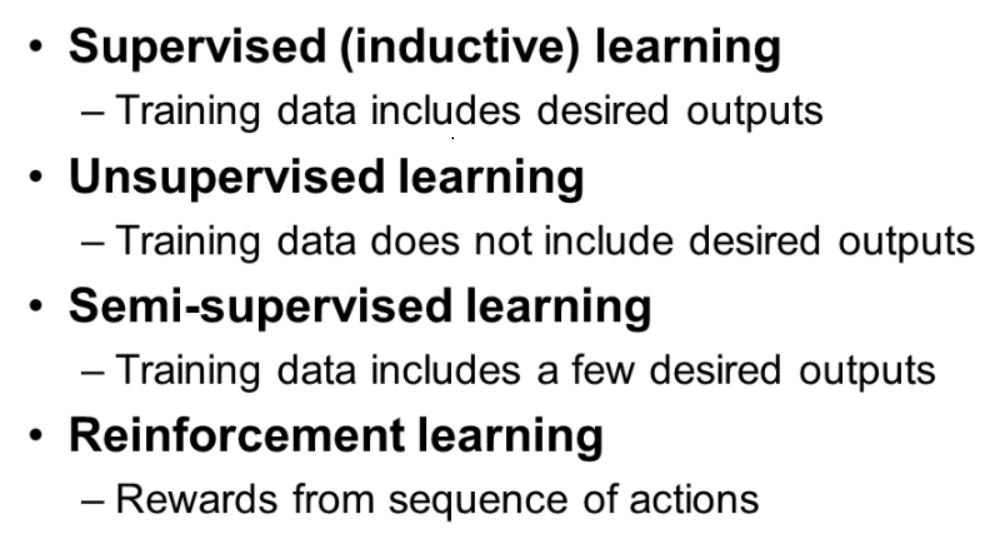 • Supervised (inductive) learning
– Training data includes desired outputs
• Unsupervised learning
– Training data does not include desired outputs
• Semi-supervised learning
– Training data includes a few desired outputs
• Reinforcement learning
– Rewards from sequence of actions